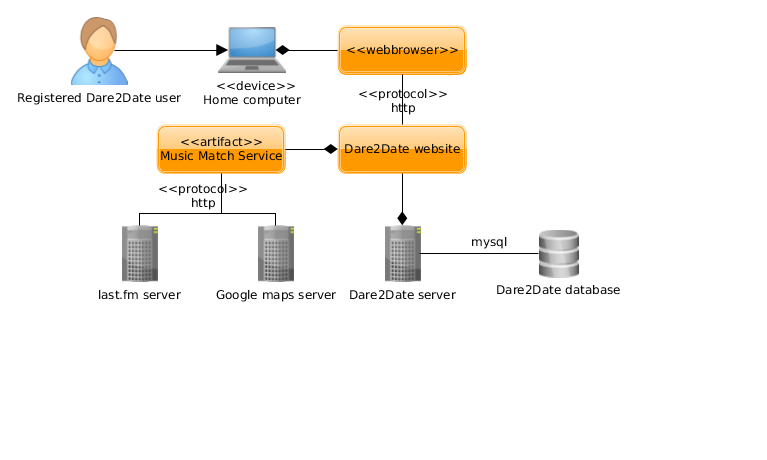 <<webbrowser>>
<<device>>
Home computer
Registered Dare2Date user
<<protocol>>
http
<<artifact>>
Music Match Service
Dare2Date website
<<protocol>>
http
mysql
last.fm server
Google maps server
Dare2Date server
Dare2Date database